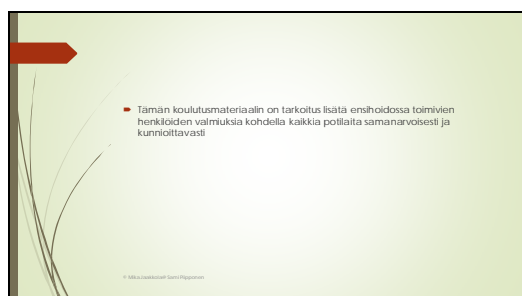 Tämän koulutusmateriaalin on tarkoitus lisätä ensihoidossa toimivien
henkilöiden valmiuksia kohdella kaikkia potilaita samanarvoisesti ja
kunnioittavasti